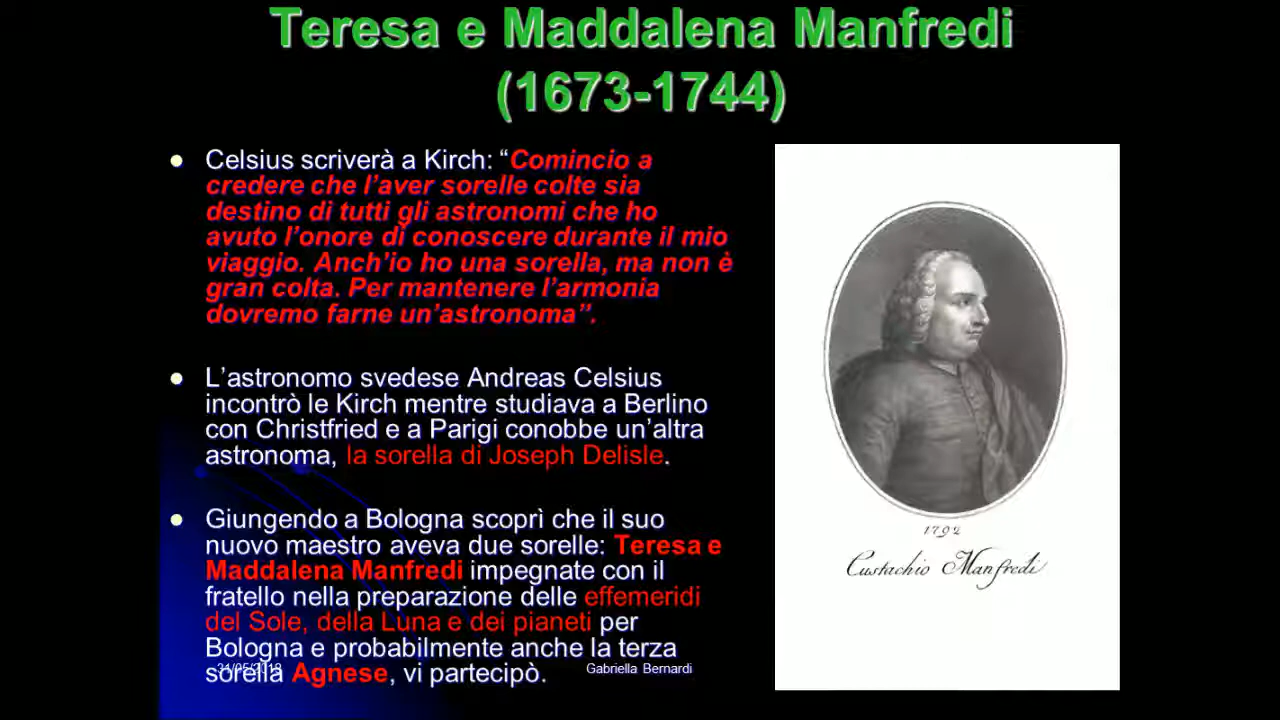 Teresa e Maddalena Manfredi
(1673-1744)
● Celsius scriverà a Kirch: “Comincio a
credere che l’aver sorelle colte sia
destino di tutti gli astronomi che ho
avuto l’onore di conoscere durante il mio
viaggio. Anch’io ho una sorella, ma non è
gran colta. Per mantenere l’armonia
dovremo farne un’astronoma”.
● L’astronomo svedese Andreas Celsius
incontrò le Kirch mentre studiava a Berlino
con Christfried e a Parigi conobbe un’altra
astronoma, la sorella di Joseph Delisle.
● Giungendo a Bologna scoprì che il suo
nuovo maestro aveva due sorelle: Teresa e
Maddalena Manfredi impegnate con il
fratello nella preparazione delle effemeridi
del Sole, della Luna e dei pianeti per
Bologna e probabilmente anche la terza
sorella Agnese, vi partecipò.
1792
Eustachio Manfredi
Gabriella Bernardi